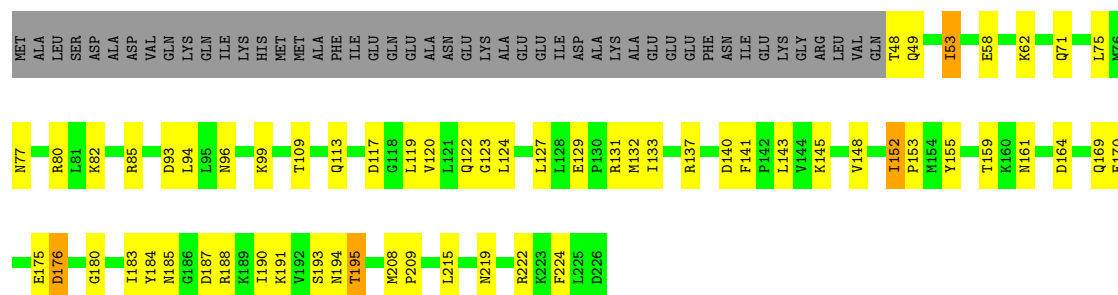 MET ALA LEU SER ASP ALA ASP VAL GLN LYS GLN ILE LYS HIS MET MET ALA PHE ILE GLU GLN GLU ALA ASN GLU LYS ALA GLU GLU ILE ASP ALA LYS ALA GLU GLU GLU PHE ASN ILE GLU LYS GLY ARG LEU VAL GLN T48 Q49 I53 E58 K62 Q71 L75 M76
N77 R80 L81 K82 R85 D93 L94 L95 N96 K99 T109 Q113 D117 G118 L119 V120 L121 Q122 G123 L124 L127 L128 E129 P130 R131 M132 I133 R137 D140 F141 P142 L143 V144 K145 V148 I152 P153 M154 Y155 T159 K160 N161 D164 Q169 E170
E175 D176 G180 I183 Y184 N185 G186 D187 R188 K189 I190 K191 V192 S193 N194 T195 M208 P209 L215 N219 R222 K223 F224 L225 D226